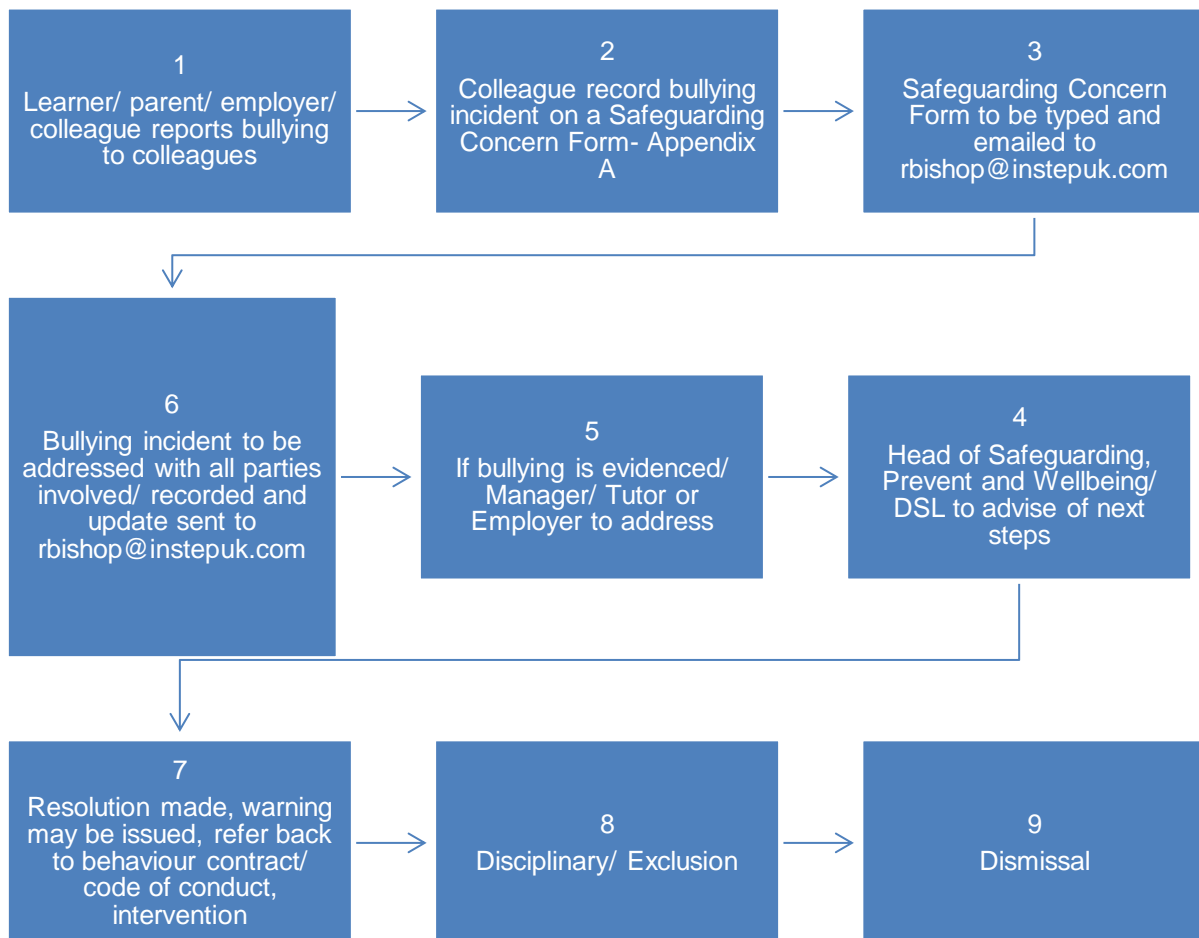 1
Learner/ parent/ employer/
colleague reports bullying
to colleagues
2
Colleague record bullying
incident on a Safeguarding
Concern Form- Appendix
A
3
Safeguarding Concern
Form to be typed and
emailed to
rbishop@instepuk.com
6
Bullying incident to be
addressed with all parties
involved/ recorded and
update sent to
rbishop@instepuk.com
5
If bullying is evidenced/
Manager/ Tutor or
Employer to address
4
Head of Safeguarding,
Prevent and Wellbeing/
DSL to advise of next
steps
7
Resolution made, warning
may be issued, refer back
to behaviour contract/
code of conduct,
intervention
8
Disciplinary/ Exclusion
9
Dismissal